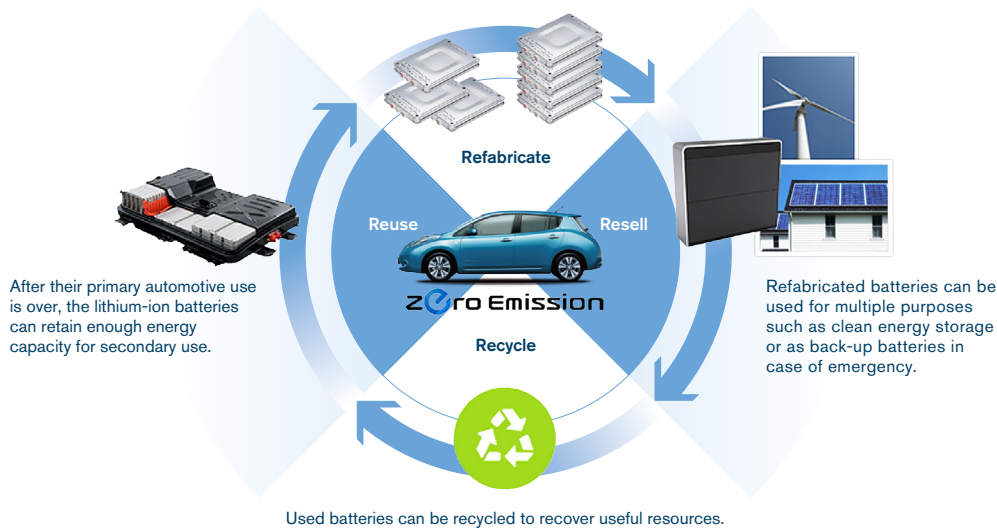 Refabricate
Reuse
Resell
zero Emission
Recycle
After their primary automotive use
is over, the lithium-ion batteries
can retain enough energy
capacity for secondary use.
Refabricated batteries can be
used for multiple purposes
such as clean energy storage
or as back-up batteries in
case of emergency.
Used batteries can be recycled to recover useful resources.